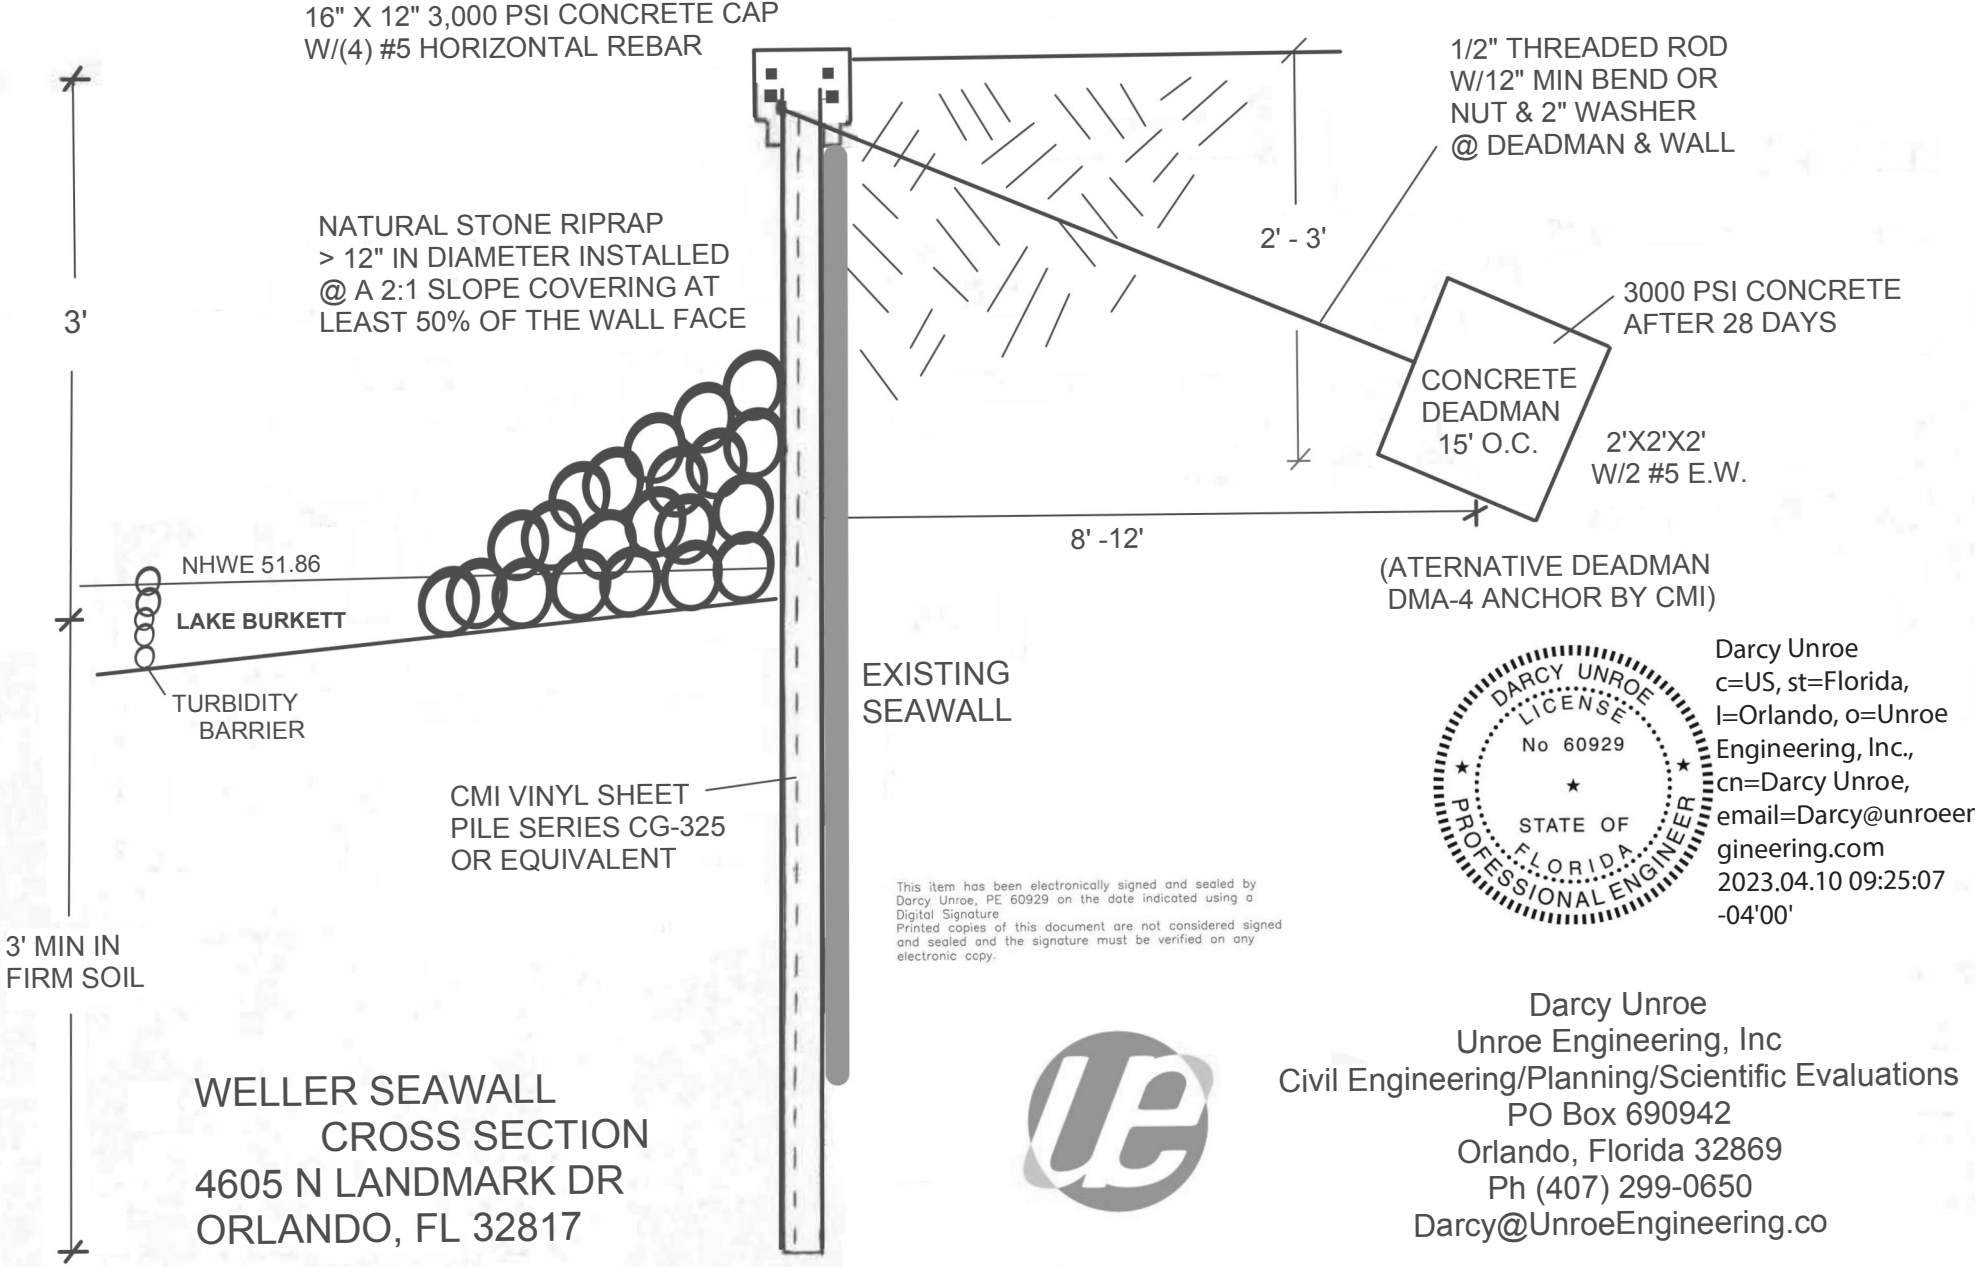 16" X 12" 3,000 PSI CONCRETE CAP
W/(4) #5 HORIZONTAL REBAR
1/2" THREADED ROD
W/12" MIN BEND OR
NUT & 2" WASHER
@ DEADMAN & WALL
NATURAL STONE RIPRAP
> 12" IN DIAMETER INSTALLED
@ A 2:1 SLOPE COVERING AT
LEAST 50% OF THE WALL FACE
3'
2' - 3'
3000 PSI CONCRETE
AFTER 28 DAYS
CONCRETE
DEADMAN
15' O.C.
2'X2'X2'
W/2 #5 E.W.
8' -12'
(ATERNATIVE DEADMAN
DMA-4 ANCHOR BY CMI)
NHWE 51.86
LAKE BURKETT
TURBIDITY
BARRIER
EXISTING
SEAWALL
CMI VINYL SHEET
PILE SERIES CG-325
OR EQUIVALENT
3' MIN IN
FIRM SOIL
This item has been electronically signed and sealed by
Darcy Unroe, PE 60929 on the date indicated using a
Digital Signature
Printed copies of this document are not considered signed
and sealed and the signature must be verified on any
electronic copy.
DARCY UNROE
LICENSE
No 60929
STATE OF
FLORIDA
PROFESSIONAL ENGINEER
Darcy Unroe
c=US, st=Florida,
l=Orlando, o=Unroe
Engineering, Inc.,
cn=Darcy Unroe,
email=Darcy@unroeen
gineering.com
2023.04.10 09:25:07
-04'00'
WELLER SEAWALL
CROSS SECTION
4605 N LANDMARK DR
ORLANDO, FL 32817
ue
Darcy Unroe
Unroe Engineering, Inc
Civil Engineering/Planning/Scientific Evaluations
PO Box 690942
Orlando, Florida 32869
Ph (407) 299-0650
Darcy@UnroeEngineering.co